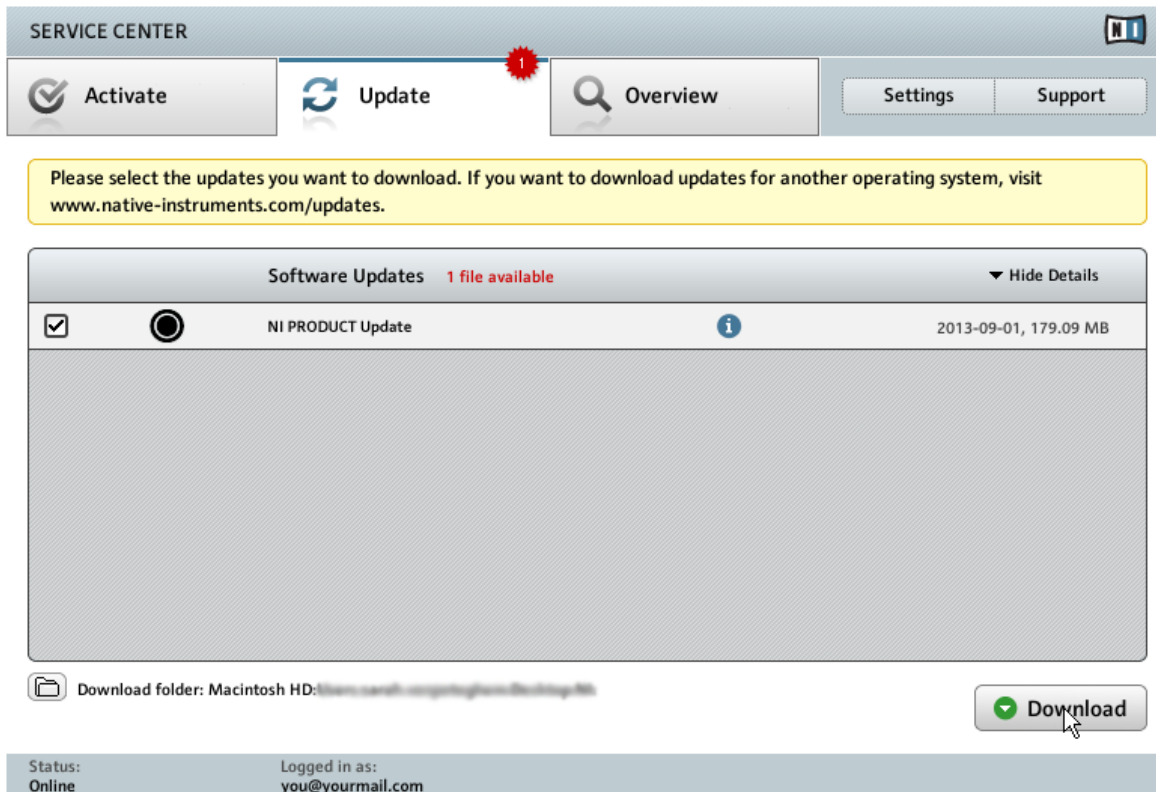 SERVICE CENTER
NI
Activate
Update
1
Overview
Settings
Support
Please select the updates you want to download. If you want to download updates for another operating system, visit
www.native-instruments.com/updates.
Software Updates 1 file available Hide Details
NI PRODUCT Update i 2013-09-01, 179.09 MB
Download folder: Macintosh HD:
Download
Status: Logged in as:
Online you@yourmail.com